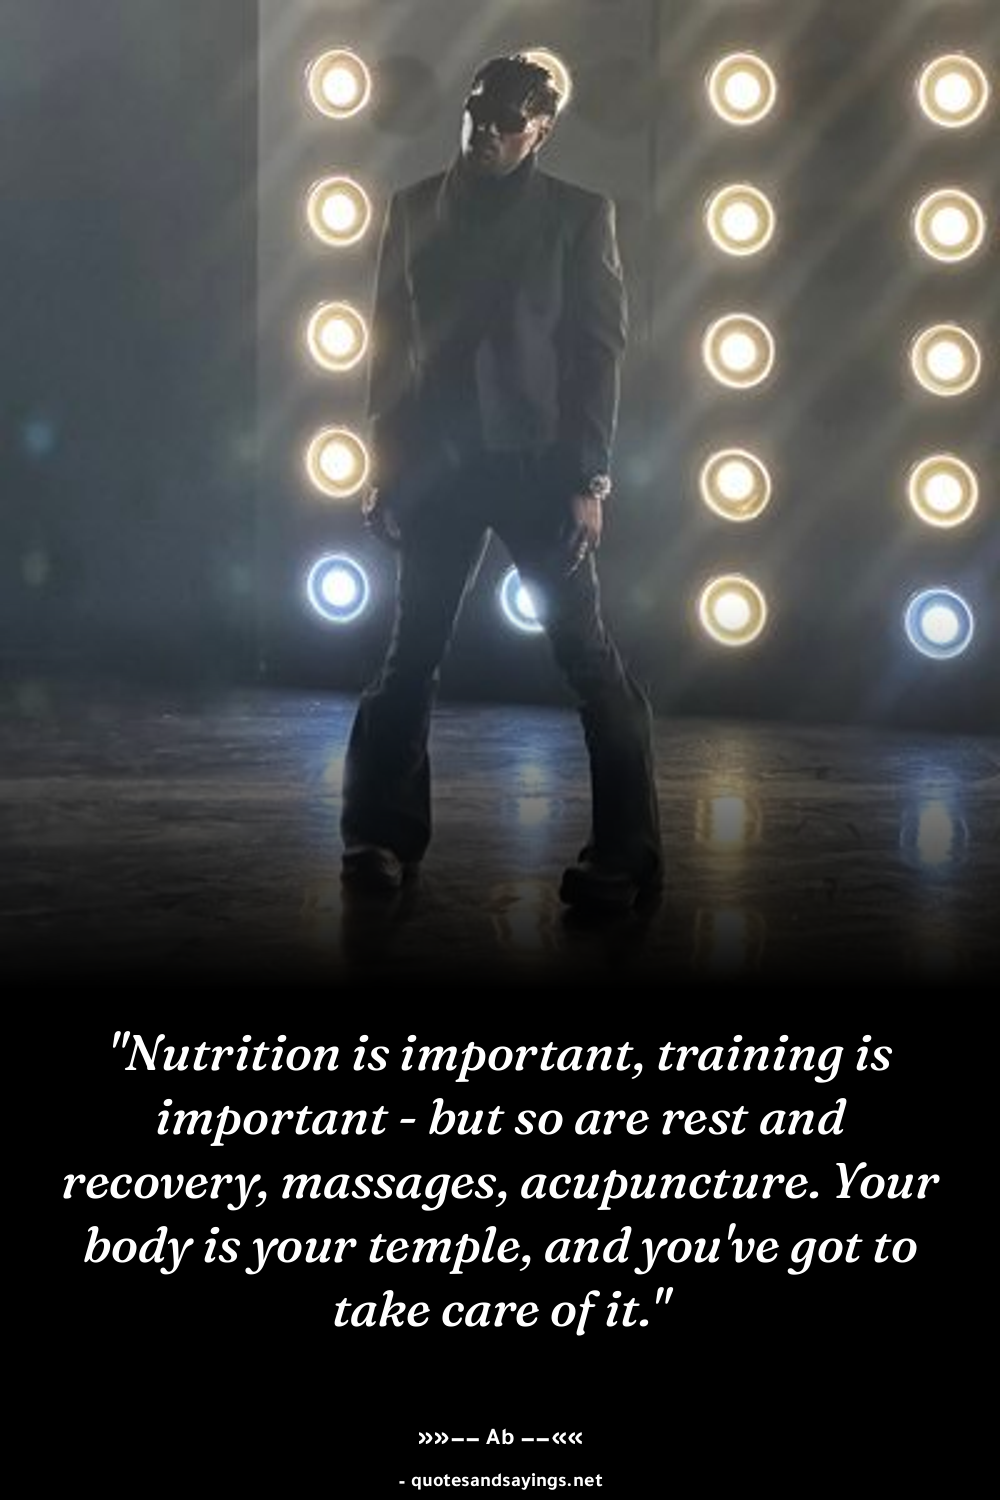 "Nutrition is important, training is
important - but so are rest and
recovery, massages, acupuncture. Your
body is your temple, and you've got to
take care of it."
»»−− Ab −−««
- quotesandsayings.net